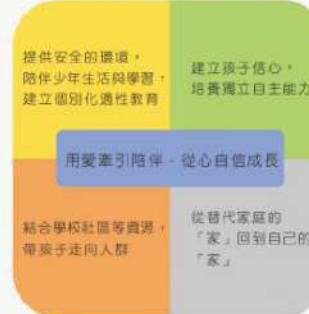 提供安全的環境，
陪伴少年生活與學習，
建立個別化適性教育
建立孩子信心，
培養獨立自主能力
用愛牽引陪伴 - 從心自信成長
結合學校社區等資源，
帶孩子走向人群
從替代家庭的
「家」回到自己的
「家」